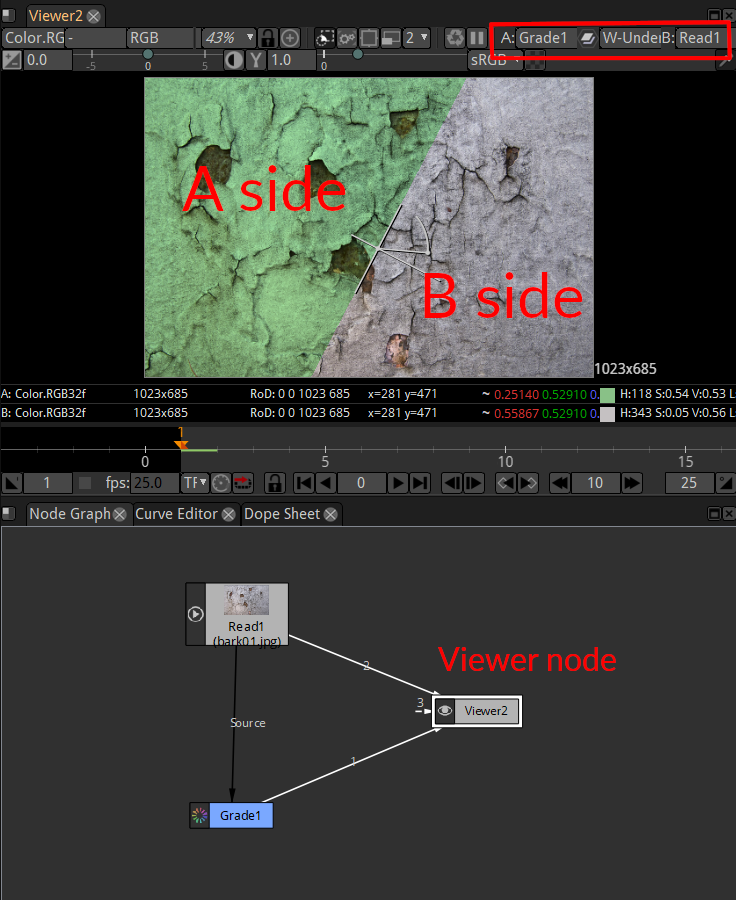 Viewer2
Color.RG - RGB 43% 2 A: Grade1 W-Under B: Read1
0.0 -5 0 5 Y 1.0 0 sRGB
A side
B side
1023x685
A: Color.RGB32f 1023x685 RoD: 0 0 1023 685 x=281 y=471 ~ 0.25140 0.52910 0. H:118 S:0.54 V:0.53 L:
B: Color.RGB32f 1023x685 RoD: 0 0 1023 685 x=281 y=471 ~ 0.55867 0.52910 0. H:343 S:0.05 V:0.56 L:
1
0 5 10 15
1 fps: 25.0 TF 0 10 25
Node Graph Curve Editor Dope Sheet
Read1
(bark01.jpg)
2
Viewer node
3
Viewer2
Source
1
Grade1